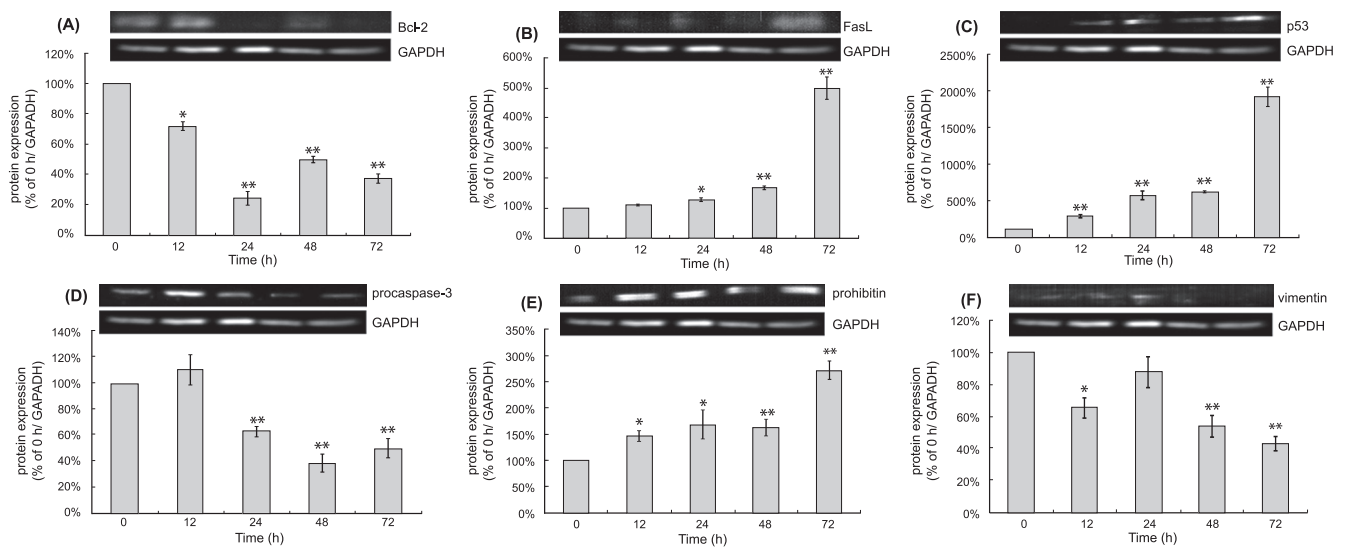 (A)
Bcl-2
GAPDH
protein expression
(% of 0 h/ GAPADH)
120%
100%
80%
60%
40%
20%
0%
*
**
**
**
0 12 24 48 72
Time (h)
(B)
FasL
GAPDH
protein expression
(% of 0 h/ GAPADH)
600%
500%
400%
300%
200%
100%
0%
*
**
**
0 12 24 48 72
Time (h)
(C)
p53
GAPDH
protein expression
(% of 0 h/ GAPADH)
2500%
2000%
1500%
1000%
500%
0%
**
**
**
**
0 12 24 48 72
Time (h)
(D)
procaspase-3
GAPDH
protein expression
(% of 0 h/ GAPADH)
140%
120%
100%
80%
60%
40%
20%
0%
**
**
**
0 12 24 48 72
Time (h)
(E)
prohibitin
GAPDH
protein expression
(% of 0 h/ GAPADH)
350%
300%
250%
200%
150%
100%
50%
0%
*
*
**
**
0 12 24 48 72
Time (h)
(F)
vimentin
GAPDH
protein expression
(% of 0 h/ GAPADH)
120%
100%
80%
60%
40%
20%
0%
*
**
**
0 12 24 48 72
Time (h)